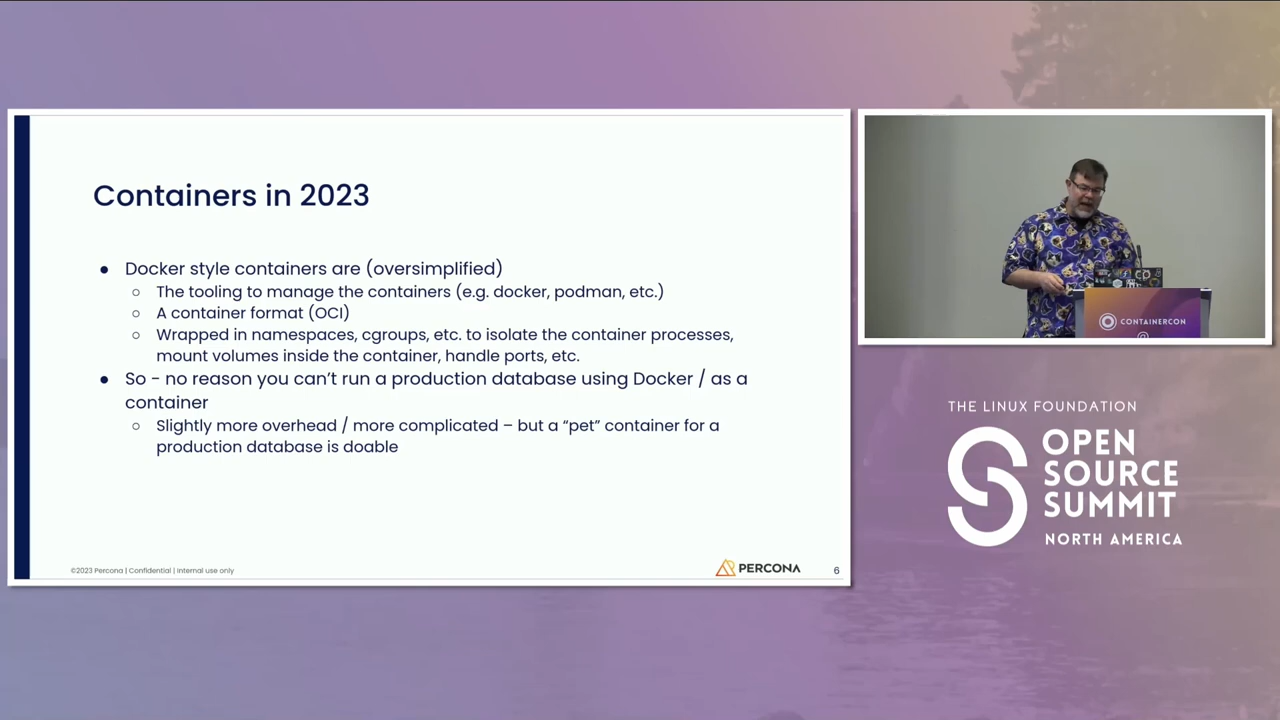 Containers in 2023
● Docker style containers are (oversimplified)
○ The tooling to manage the containers (e.g. docker, podman, etc.)
○ A container format (OCI)
○ Wrapped in namespaces, cgroups, etc. to isolate the container processes,
mount volumes inside the container, handle ports, etc.
● So - no reason you can’t run a production database using Docker / as a
container
○ Slightly more overhead / more complicated – but a “pet” container for a
production database is doable
©2023 Percona | Confidential | Internal use only
PERCONA
6
CONTAINERCON
THE LINUX FOUNDATION
OPEN
SOURCE
SUMMIT
NORTH AMERICA